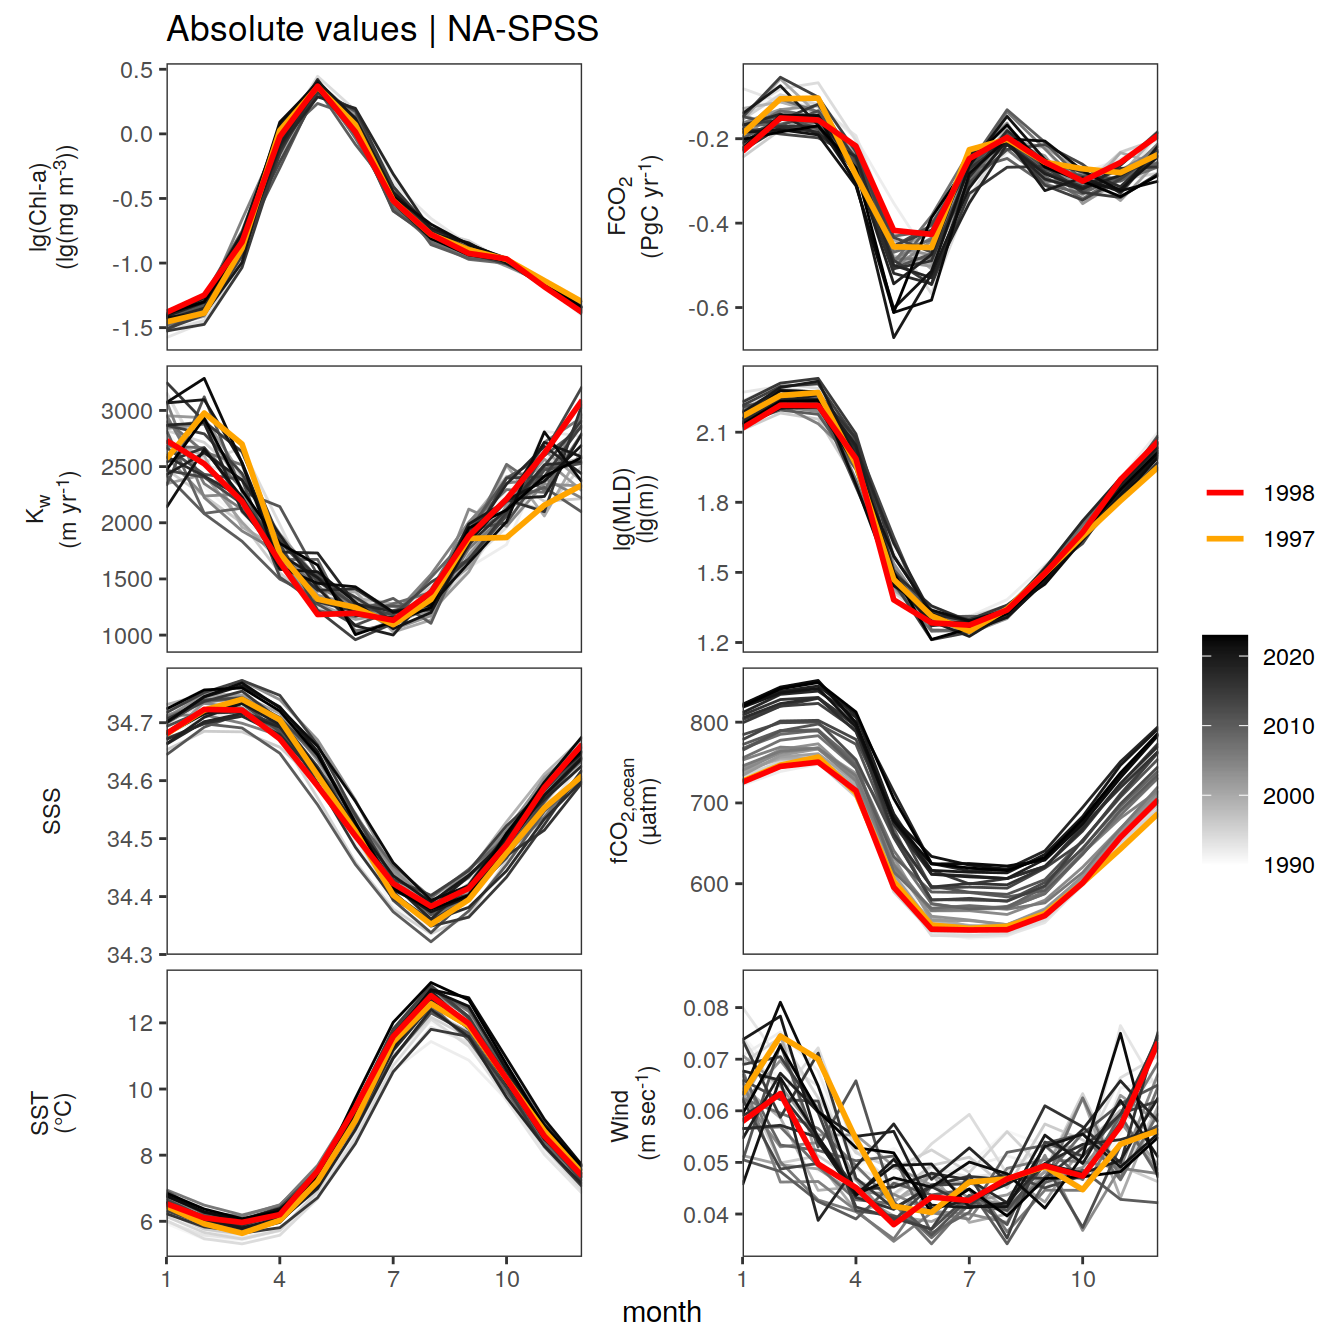 Absolute values | NA-SPSS
lg(Chl-a)
(lg(mg m⁻³))
0.5
0.0
-0.5
-1.0
-1.5
FCO₂
(PgC yr⁻¹)
-0.2
-0.4
-0.6
Kw
(m yr⁻¹)
3000
2500
2000
1500
1000
lg(MLD)
(lg(m))
2.1
1.8
1.5
1.2
SSS
34.7
34.6
34.5
34.4
34.3
fCO₂,ocean
(µatm)
800
700
600
SST
(°C)
12
10
8
6
Wind
(m sec⁻¹)
0.08
0.07
0.06
0.05
0.04
1 4 7 10
1 4 7 10
month
1998
1997
2020
2010
2000
1990